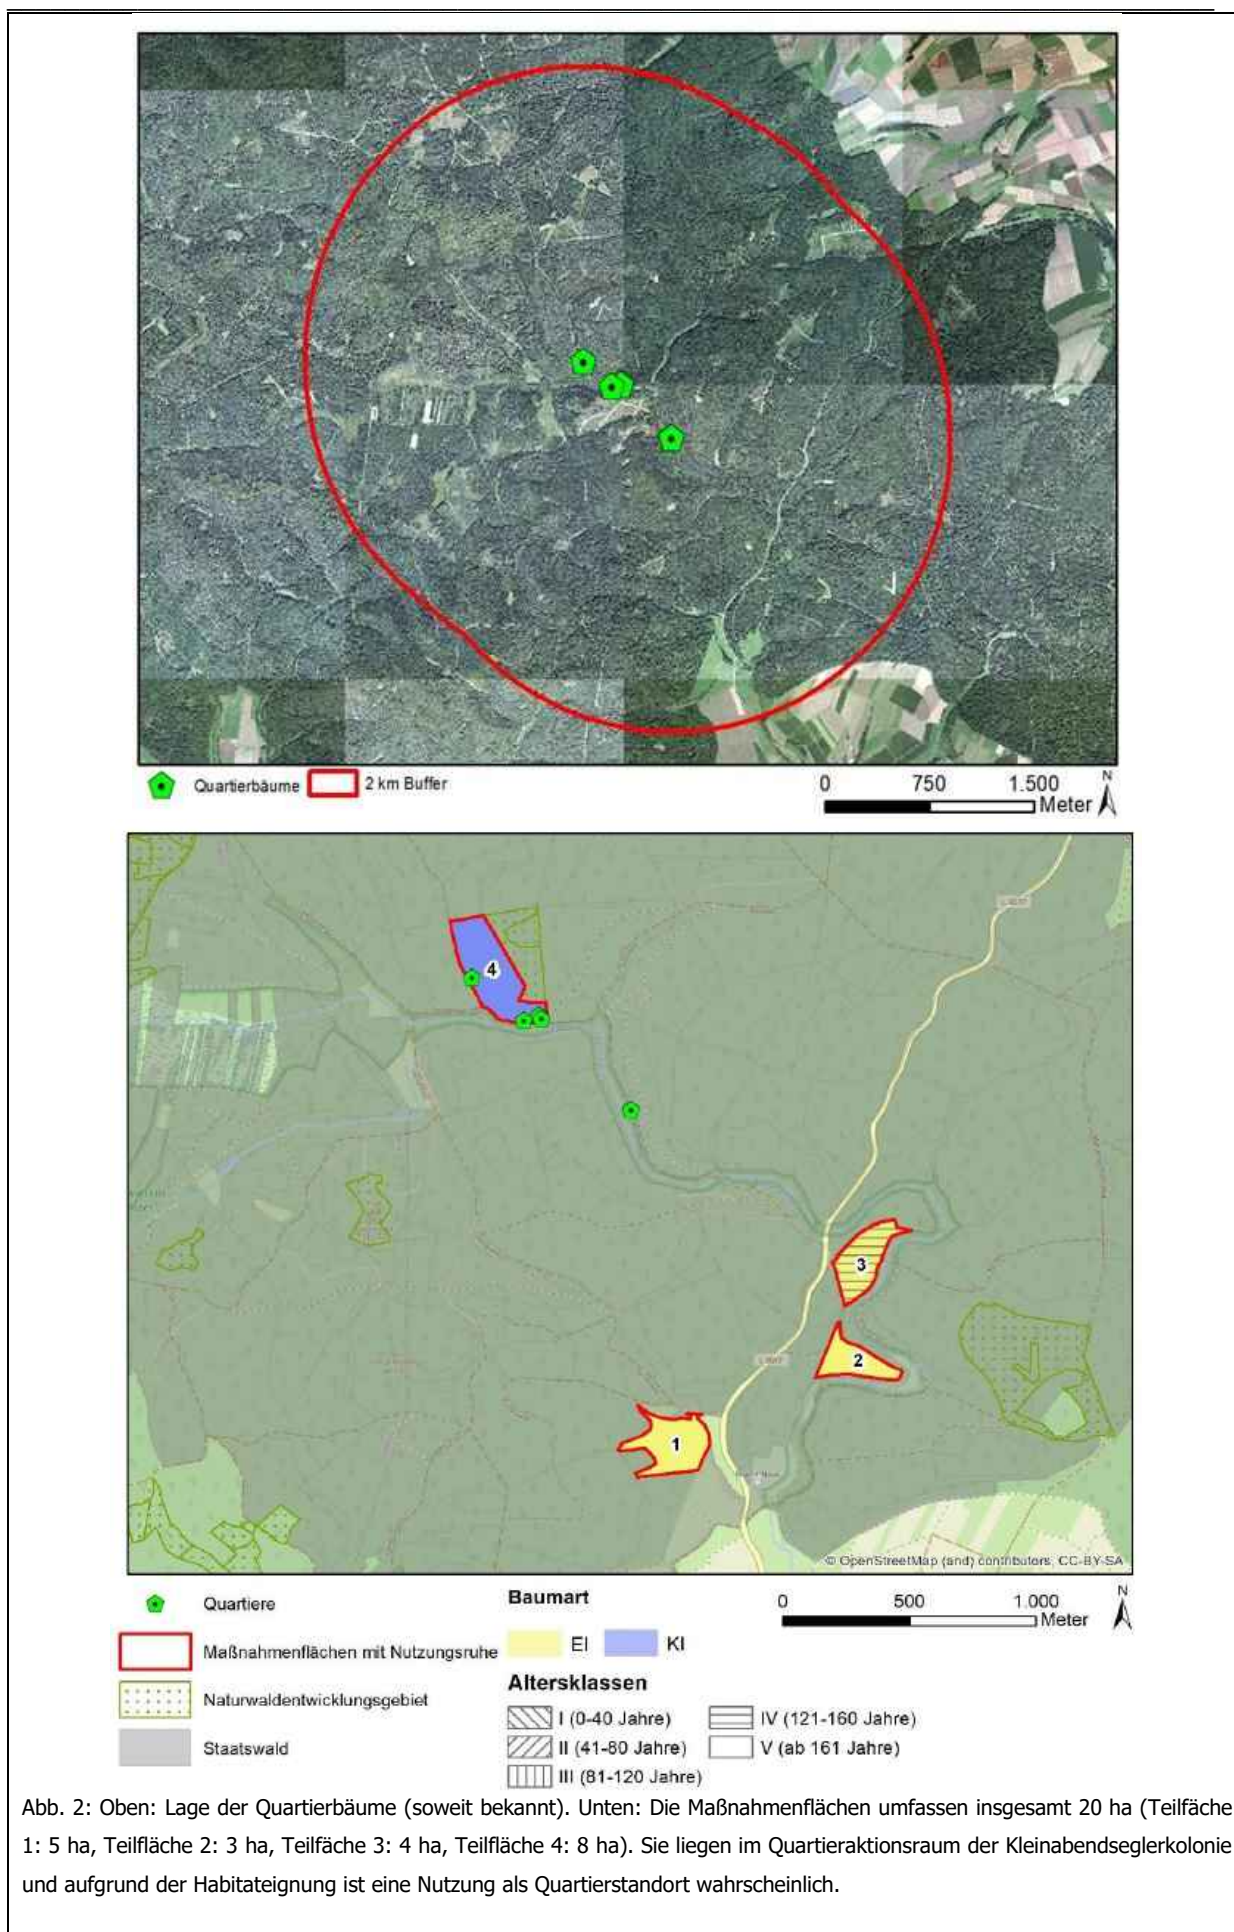 Quartierbäume
2 km Buffer
0 750 1.500
Meter
N
4
3
2
1
© OpenStreetMap (and) contributors, CC-BY-SA
Quartiere
Maßnahmenflächen mit Nutzungsruhe
Naturwaldentwicklungsgebiet
Staatswald
Baumart
EI KI
Altersklassen
I (0-40 Jahre)
II (41-80 Jahre)
III (81-120 Jahre)
IV (121-160 Jahre)
V (ab 161 Jahre)
0 500 1.000
Meter
N
Abb. 2: Oben: Lage der Quartierbäume (soweit bekannt). Unten: Die Maßnahmenflächen umfassen insgesamt 20 ha (Teilfäche
1: 5 ha, Teilfläche 2: 3 ha, Teilfäche 3: 4 ha, Teilfläche 4: 8 ha). Sie liegen im Quartieraktionsraum der Kleinabendseglerkolonie
und aufgrund der Habitateignung ist eine Nutzung als Quartierstandort wahrscheinlich.